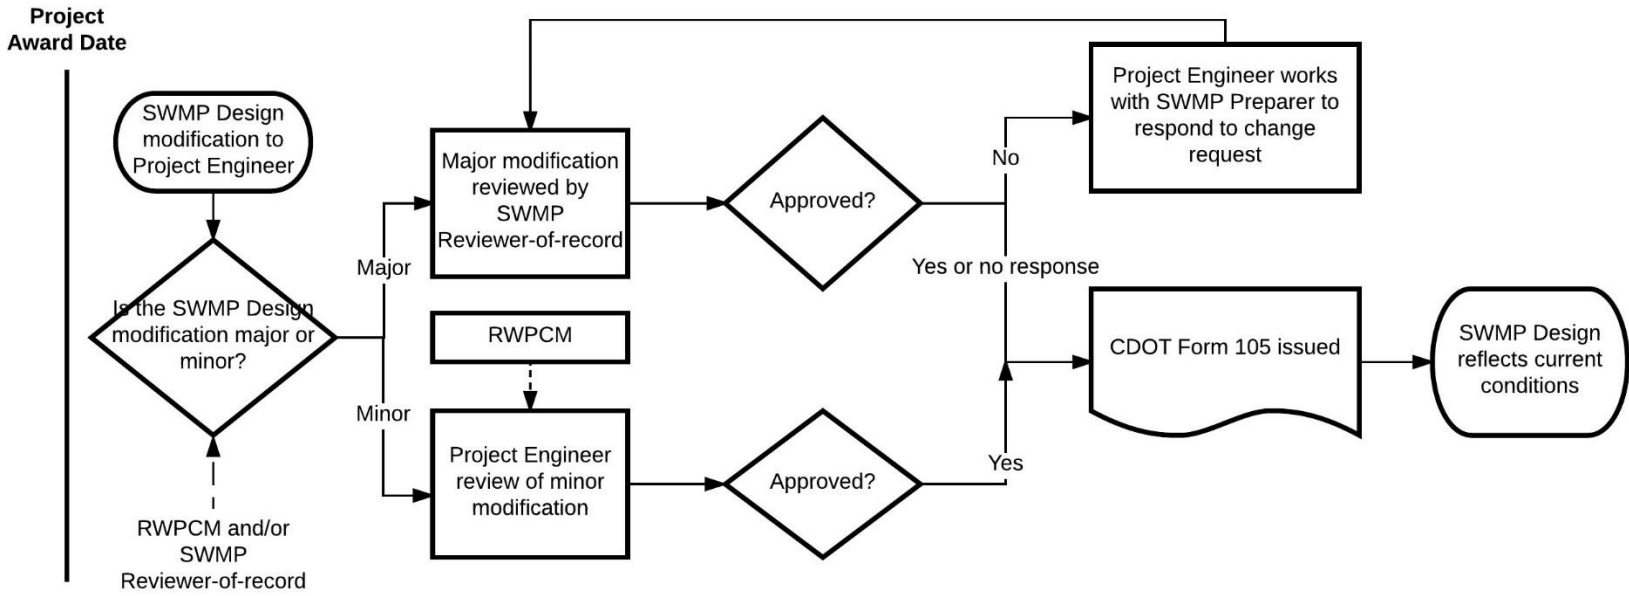 Project
Award Date
SWMP Design
modification to
Project Engineer
Is the SWMP Design
modification major or
minor?
RWPCM and/or
SWMP
Reviewer-of-record
Major
Minor
Major modification
reviewed by
SWMP
Reviewer-of-record
RWPCM
Project Engineer
review of minor
modification
Approved?
Approved?
No
Yes or no response
Yes
Project Engineer works
with SWMP Preparer to
respond to change
request
CDOT Form 105 issued
SWMP Design
reflects current
conditions